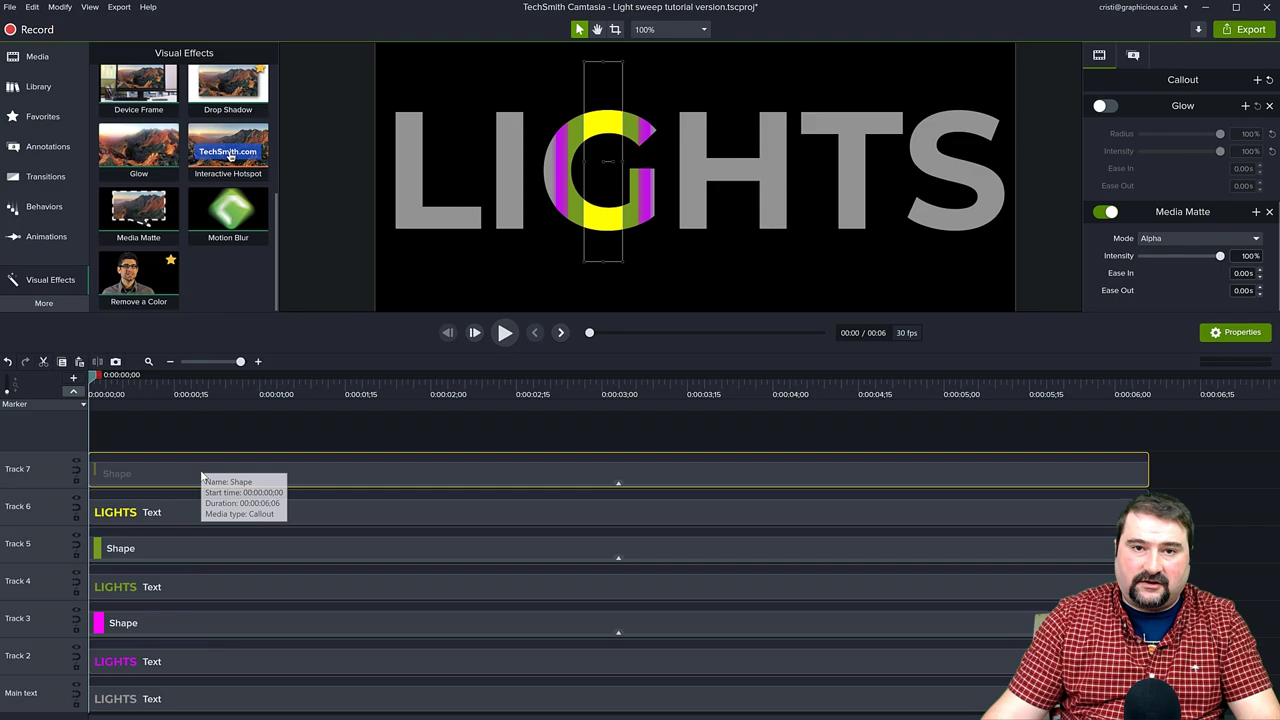 File Edit Modify View Export Help
TechSmith Camtasia - Light sweep tutorial version.tscproj*
cristi@graphicious.co.uk
Record
100%
Export
Media
Library
Favorites
Annotations
Transitions
Behaviors
Animations
Visual Effects
More
Visual Effects
Device Frame
Drop Shadow
Glow
TechSmith.com
Interactive Hotspot
Media Matte
Motion Blur
Remove a Color
LIGHTS
Callout
Glow
Radius 100%
Intensity 100%
Ease In 0.00s
Ease Out 0.00s
Media Matte
Mode Alpha
Intensity 100%
Ease In 0.00s
Ease Out 0.00s
00:00 / 00:06 30 fps
Properties
0:00:00;00
0:00:00;00 0:00:00;15 0:00:01;00 0:00:01;15 0:00:02;00 0:00:02;15 0:00:03;00 0:00:03;15 0:00:04;00 0:00:04;15 0:00:05;00 0:00:05;15 0:00:06;00 0:00:06;15
Marker
Track 7 Shape
Name: Shape
Start time: 00:00:00;00
Duration: 00:00:06;06
Media type: Callout
Track 6 LIGHTS Text
Track 5 Shape
Track 4 LIGHTS Text
Track 3 Shape
Track 2 LIGHTS Text
Main text LIGHTS Text